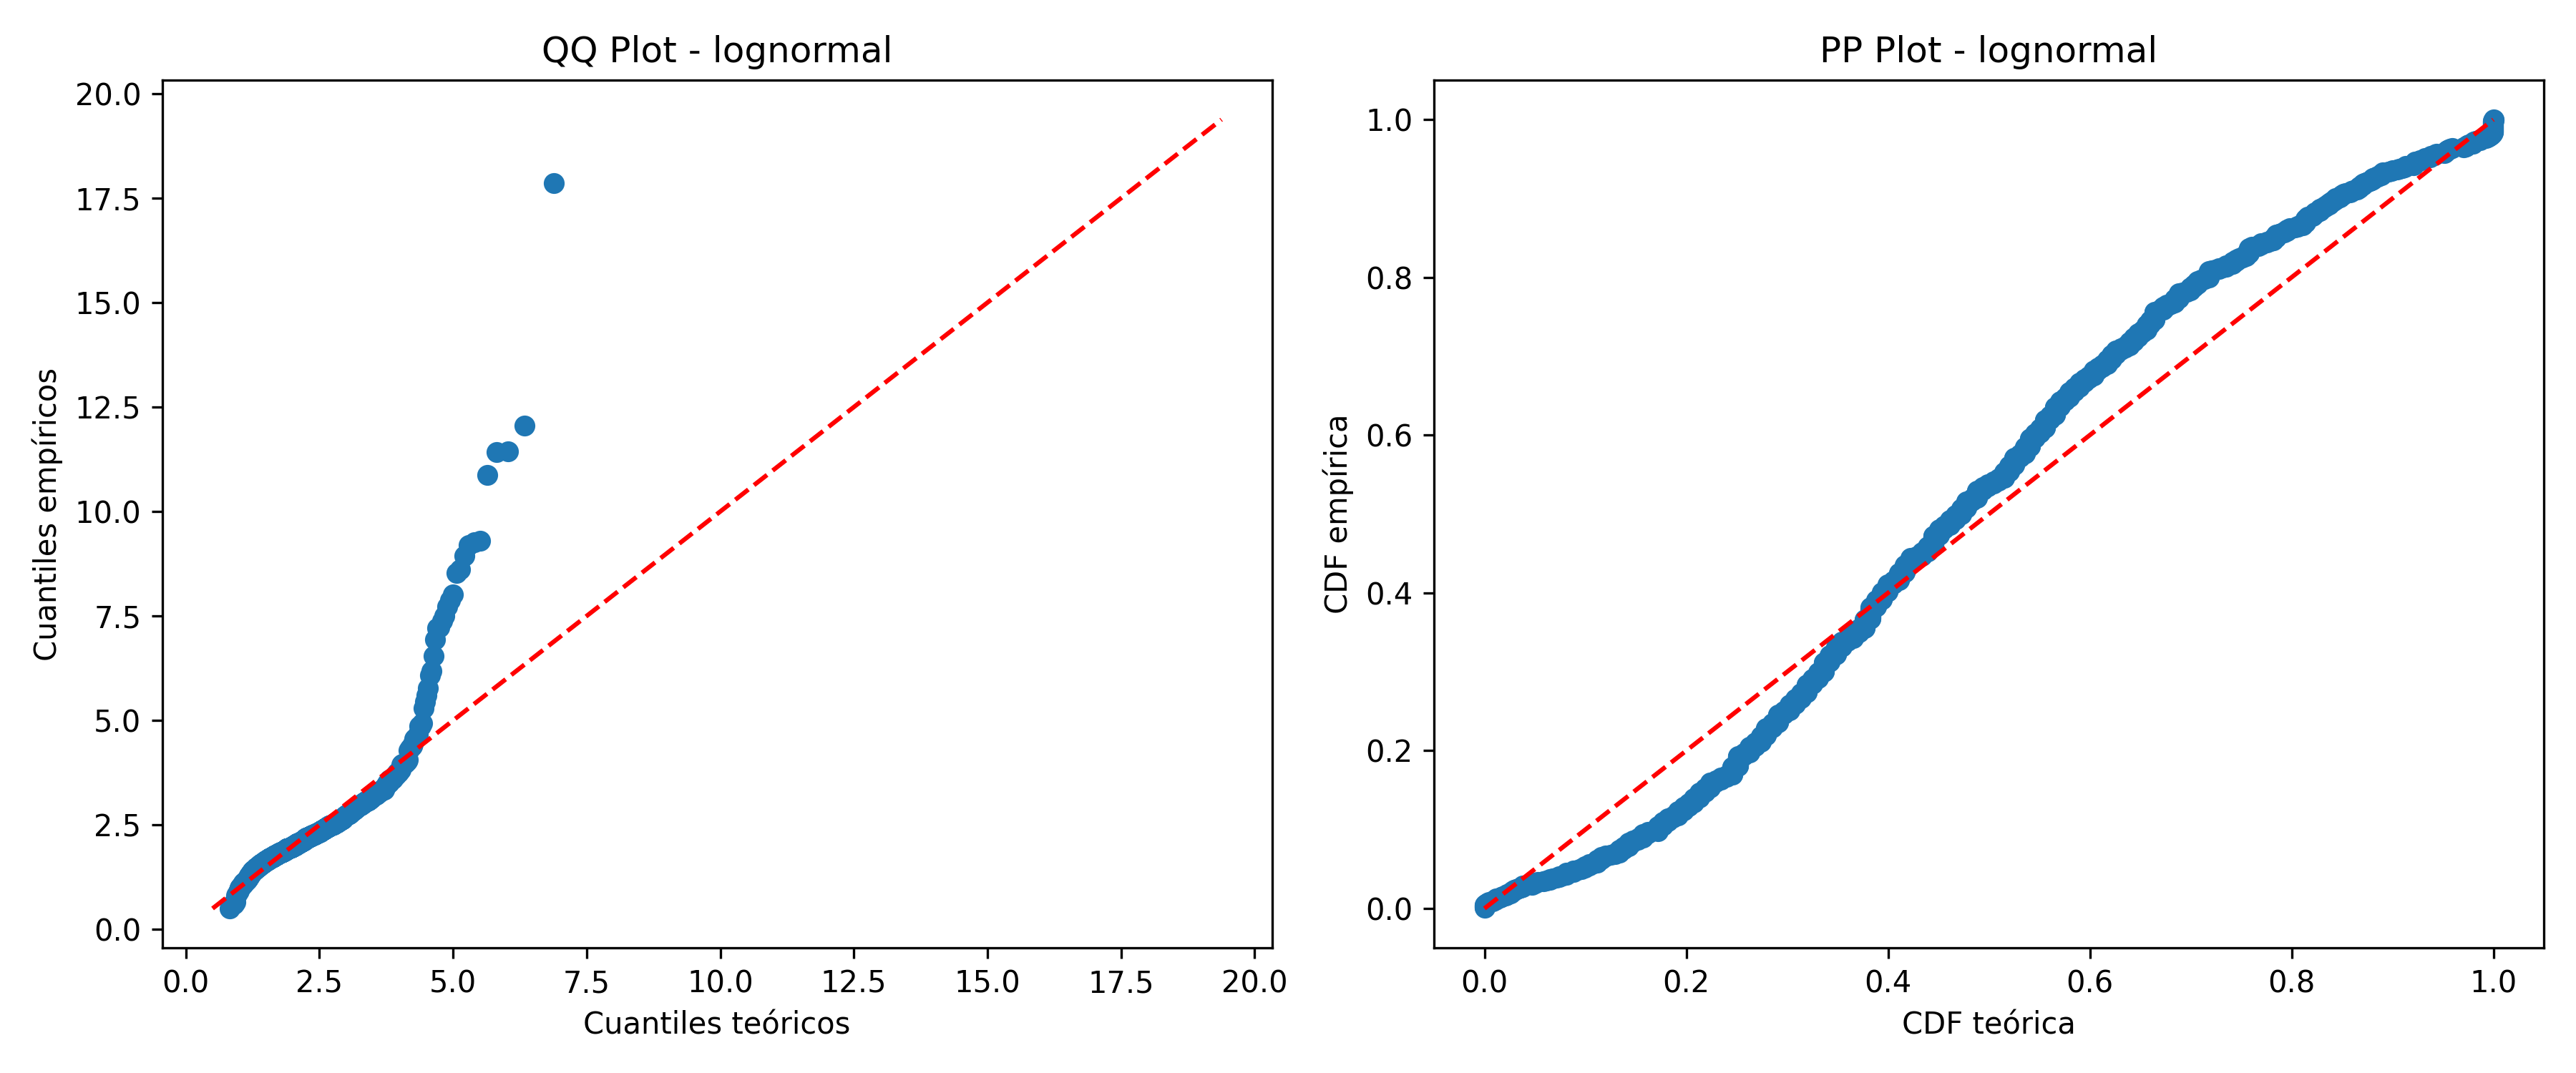 QQ Plot - lognormal
20.0
17.5
15.0
12.5
10.0
7.5
5.0
2.5
0.0
Cuantiles empíricos
0.0 2.5 5.0 7.5 10.0 12.5 15.0 17.5 20.0
Cuantiles teóricos
PP Plot - lognormal
1.0
0.8
0.6
0.4
0.2
0.0
CDF empírica
0.0 0.2 0.4 0.6 0.8 1.0
CDF teórica